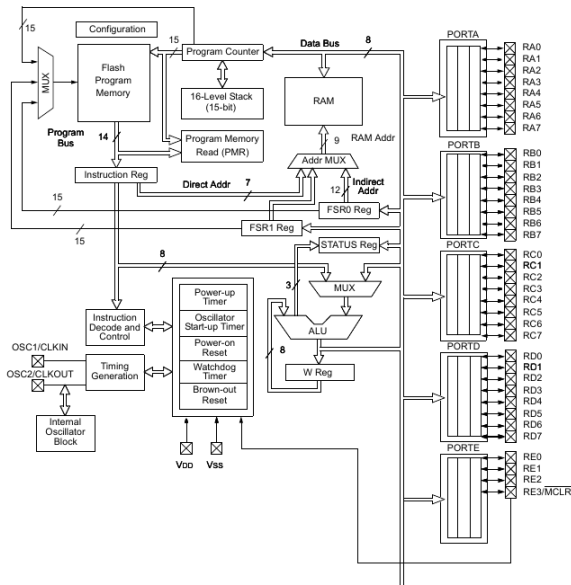 15
Configuration
15
Program Counter
Data Bus
8
PORTA
RA0
RA1
RA2
RA3
RA4
RA5
RA6
RA7
MUX
Flash
Program
Memory
16-Level Stack
(15-bit)
RAM
Program
Bus
14
Program Memory
Read (PMR)
9
RAM Addr
PORTB
RB0
RB1
RB2
RB3
RB4
RB5
RB6
RB7
Addr MUX
Instruction Reg
Direct Addr
7
12
Indirect
Addr
15
FSR0 Reg
15
FSR1 Reg
STATUS Reg
PORTC
RC0
RC1
RC2
RC3
RC4
RC5
RC6
RC7
8
3
MUX
Power-up
Timer
Oscillator
Start-up Timer
Power-on
Reset
Watchdog
Timer
Brown-out
Reset
Instruction
Decode and
Control
ALU
8
W Reg
OSC1/CLKIN
OSC2/CLKOUT
Timing
Generation
PORTD
RD0
RD1
RD2
RD3
RD4
RD5
RD6
RD7
Internal
Oscillator
Block
VDD
VSS
PORTE
RE0
RE1
RE2
RE3/MCLR